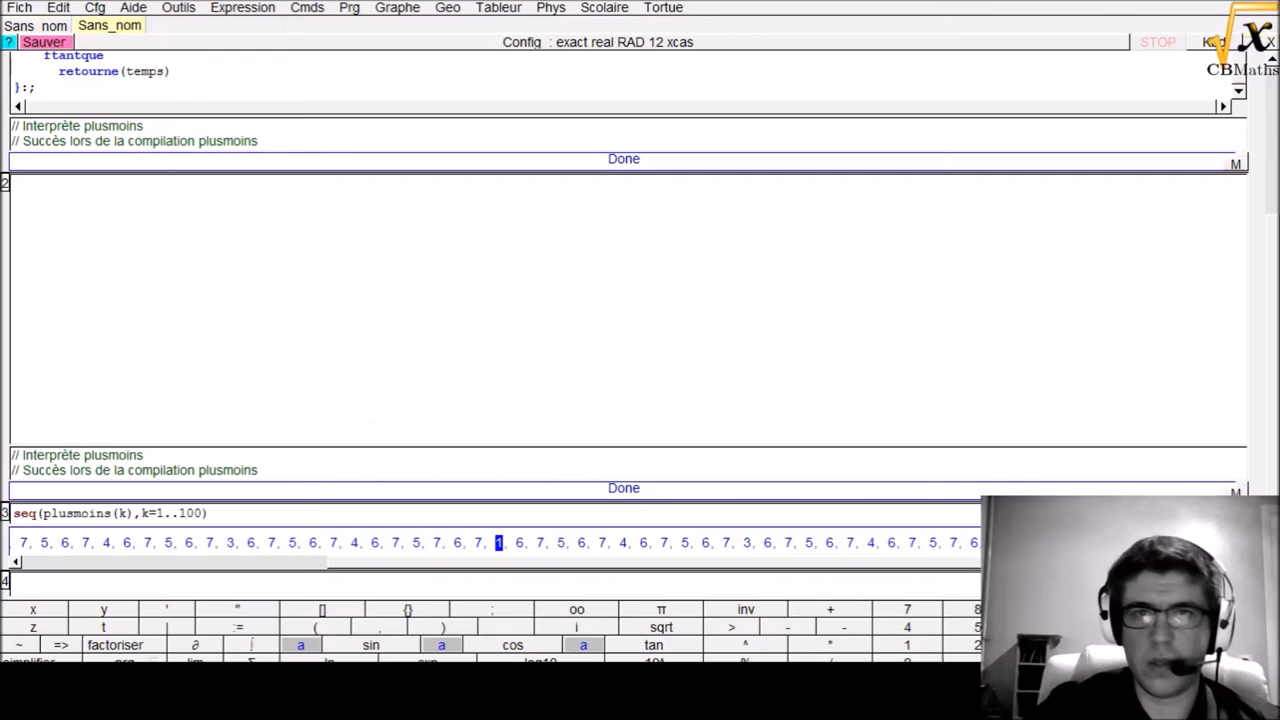 Fich Edit Cfg Aide Outils Expression Cmds Prg Graphe Geo Tableur Phys Scolaire Tortue
Sans nom Sans_nom
? Sauver Config : exact real RAD 12 xcas STOP X
CBMaths
ftantque
retourne(temps)
}:;
// Interprète plusmoins
// Succès lors de la compilation plusmoins
Done
M
2
// Interprète plusmoins
// Succès lors de la compilation plusmoins
Done
M
3 seq(plusmoins(k),k=1..100)
7, 5, 6, 7, 4, 6, 7, 5, 6, 7, 3, 6, 7, 5, 6, 7, 4, 6, 7, 5, 7, 6, 7, 1, 6, 7, 5, 6, 7, 4, 6, 7, 5, 6, 7, 3, 6, 7, 5, 6, 7, 4, 6, 7, 5, 7, 6,
4
x y ' " [] {} ; oo π inv + 7 8
z t | := ( , ) i sqrt > - - 4 5
~ => factoriser ∂ ∫ a sin a cos a tan ^ * 1 2